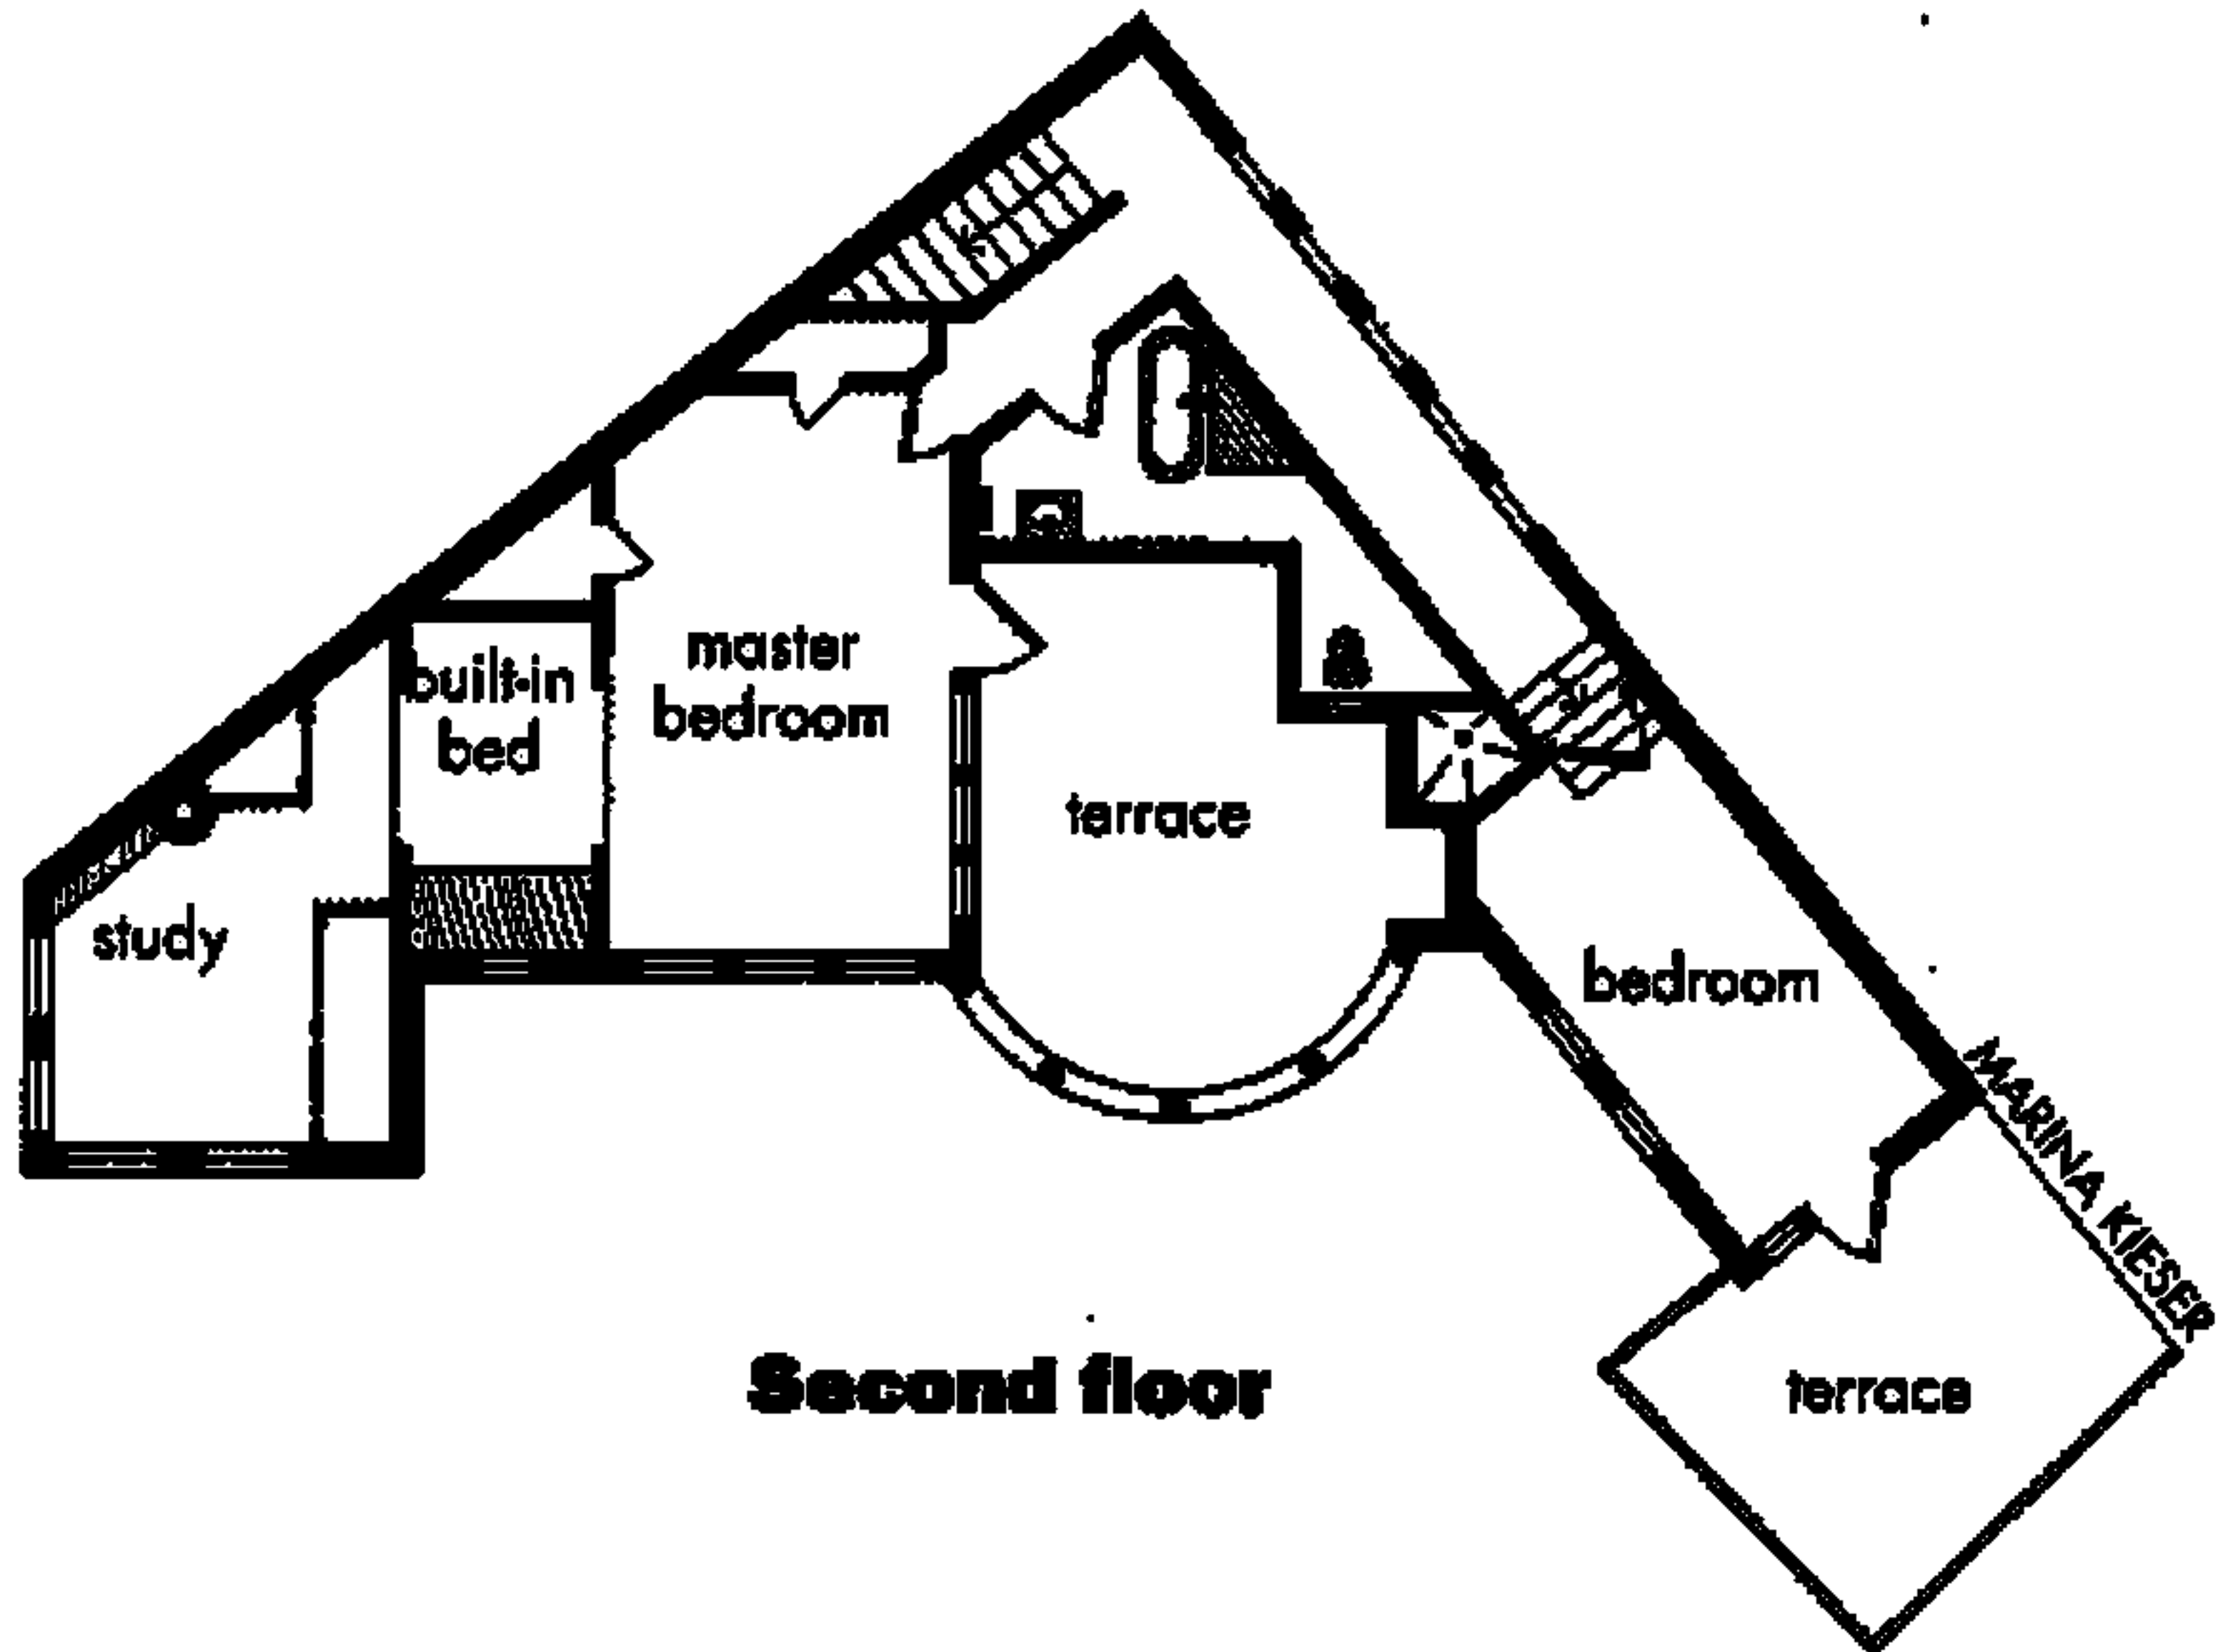 built-in
bed
master
bedroom
terrace
study
bedroom
terrace
Second floor
MARINA KIESER